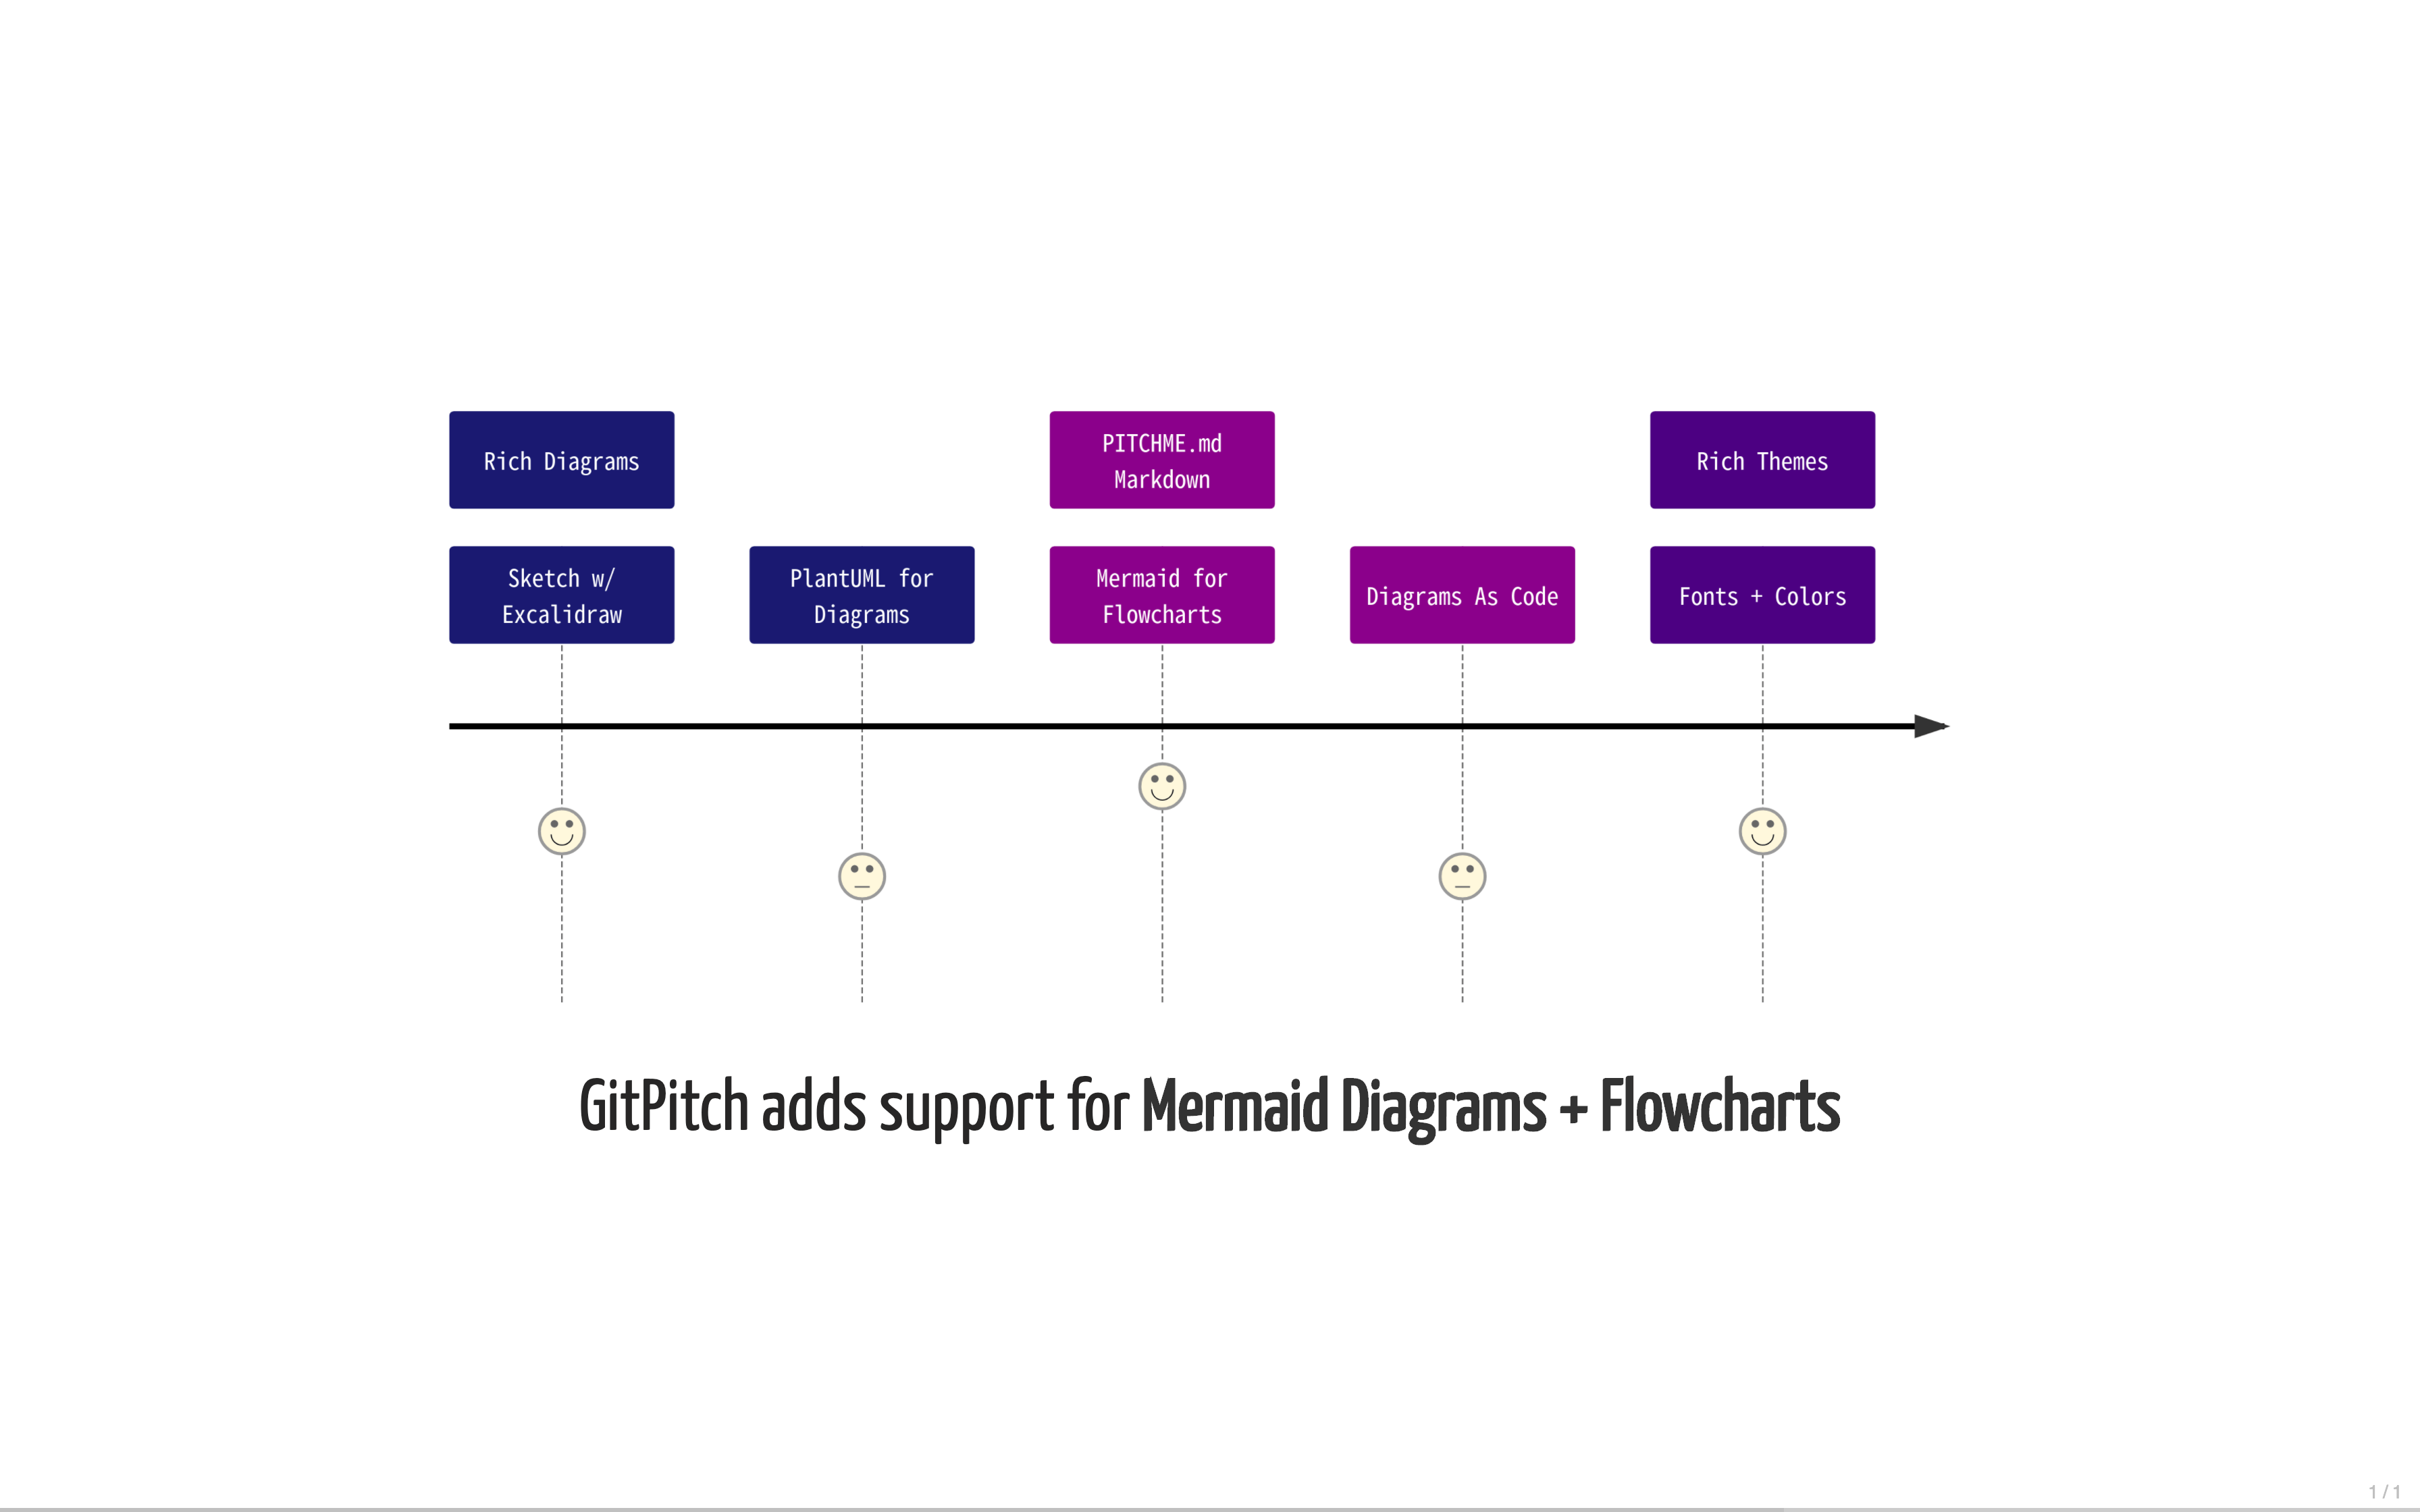 Rich Diagrams
PITCHME.md
Markdown
Rich Themes
Sketch w/
Excalidraw
PlantUML for
Diagrams
Mermaid for
Flowcharts
Diagrams As Code
Fonts + Colors
GitPitch adds support for Mermaid Diagrams + Flowcharts
1 / 1